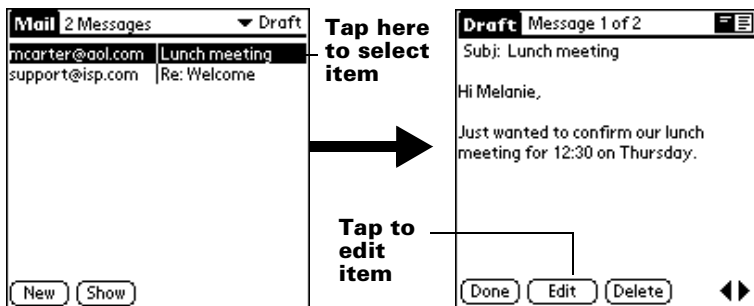 Mail 2 Messages Draft
mcarter@aol.com Lunch meeting
support@isp.com Re: Welcome
New Show
Tap here
to select
item
Tap to
edit
item
Draft Message 1 of 2
Subj: Lunch meeting
Hi Melanie,
Just wanted to confirm our lunch
meeting for 12:30 on Thursday.
Done Edit Delete